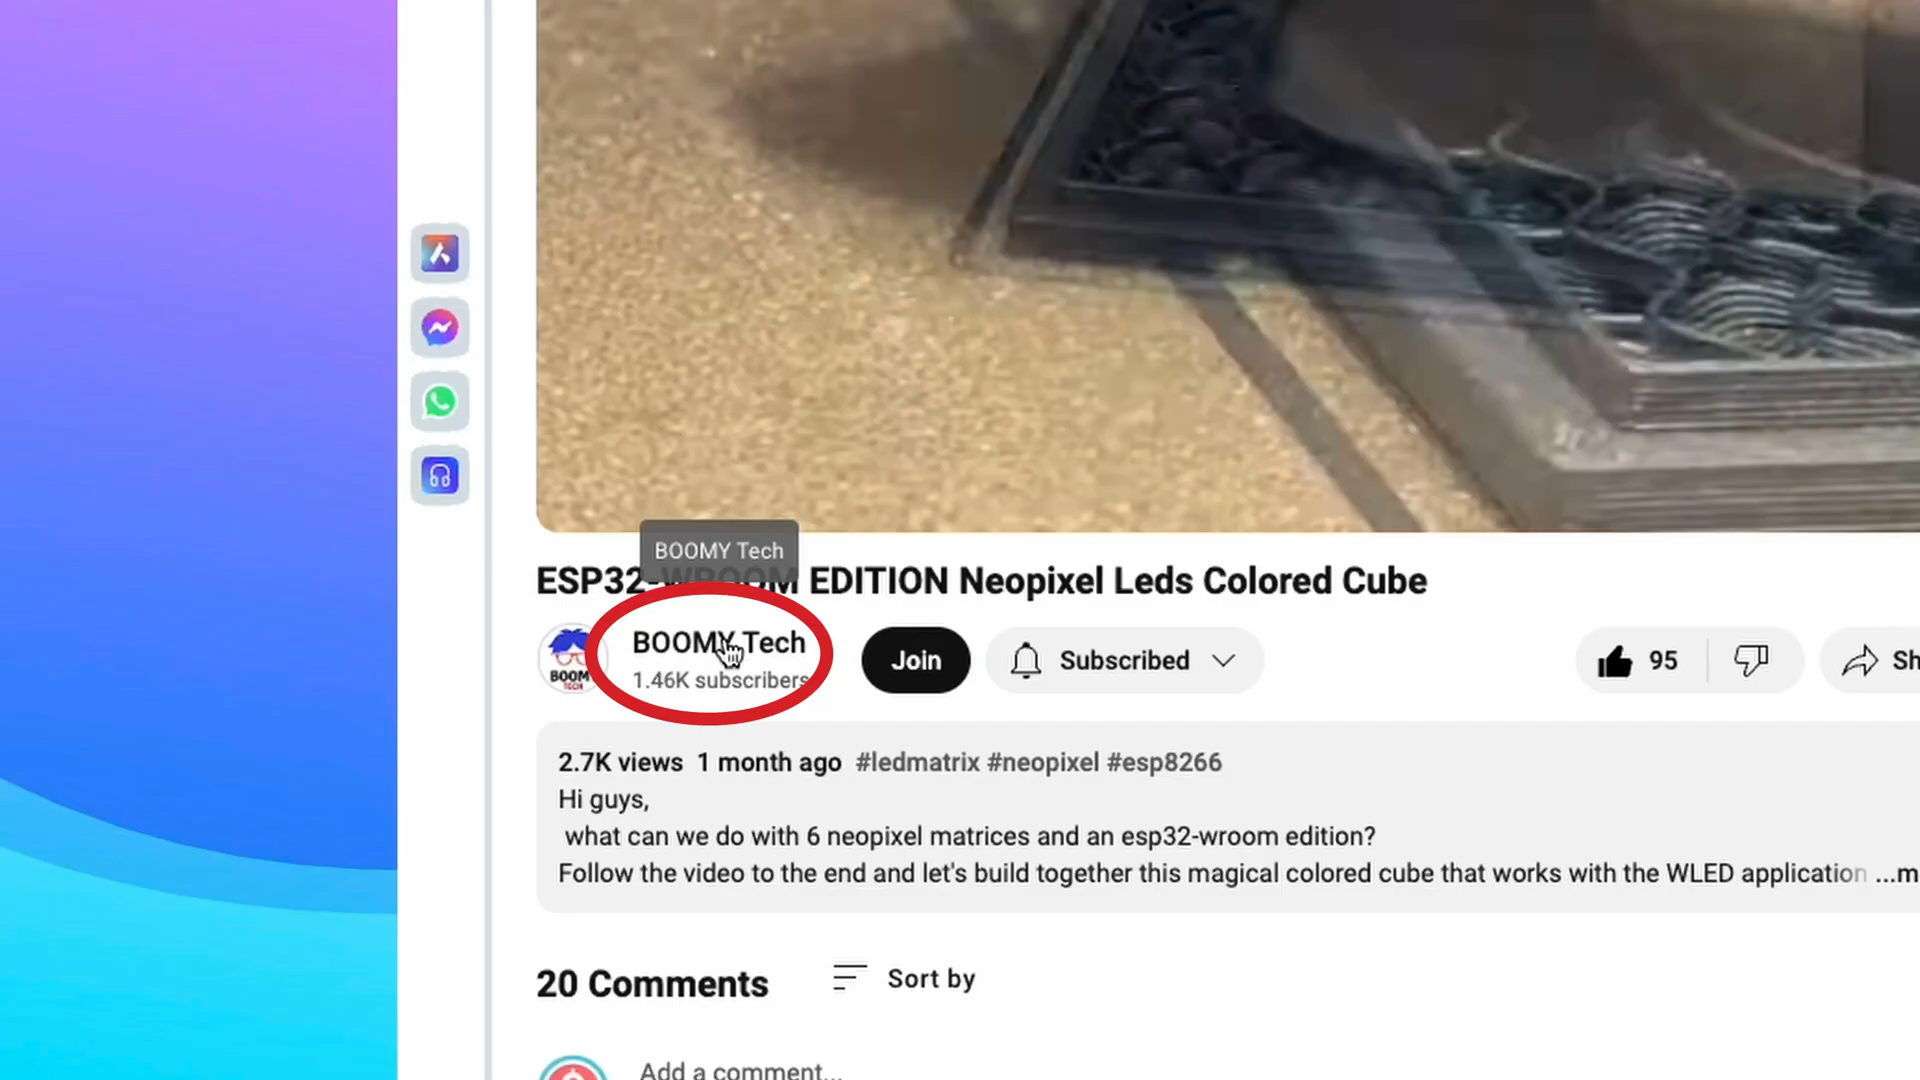 BOOMY Tech
ESP32-WROOM EDITION Neopixel Leds Colored Cube
BOOM
TECH
BOOMY Tech
1.46K subscribers
Join
Subscribed
95
Sh
2.7K views 1 month ago #ledmatrix #neopixel #esp8266
Hi guys,
what can we do with 6 neopixel matrices and an esp32-wroom edition?
Follow the video to the end and let's build together this magical colored cube that works with the WLED application ...m
20 Comments
Sort by
Add a comment...